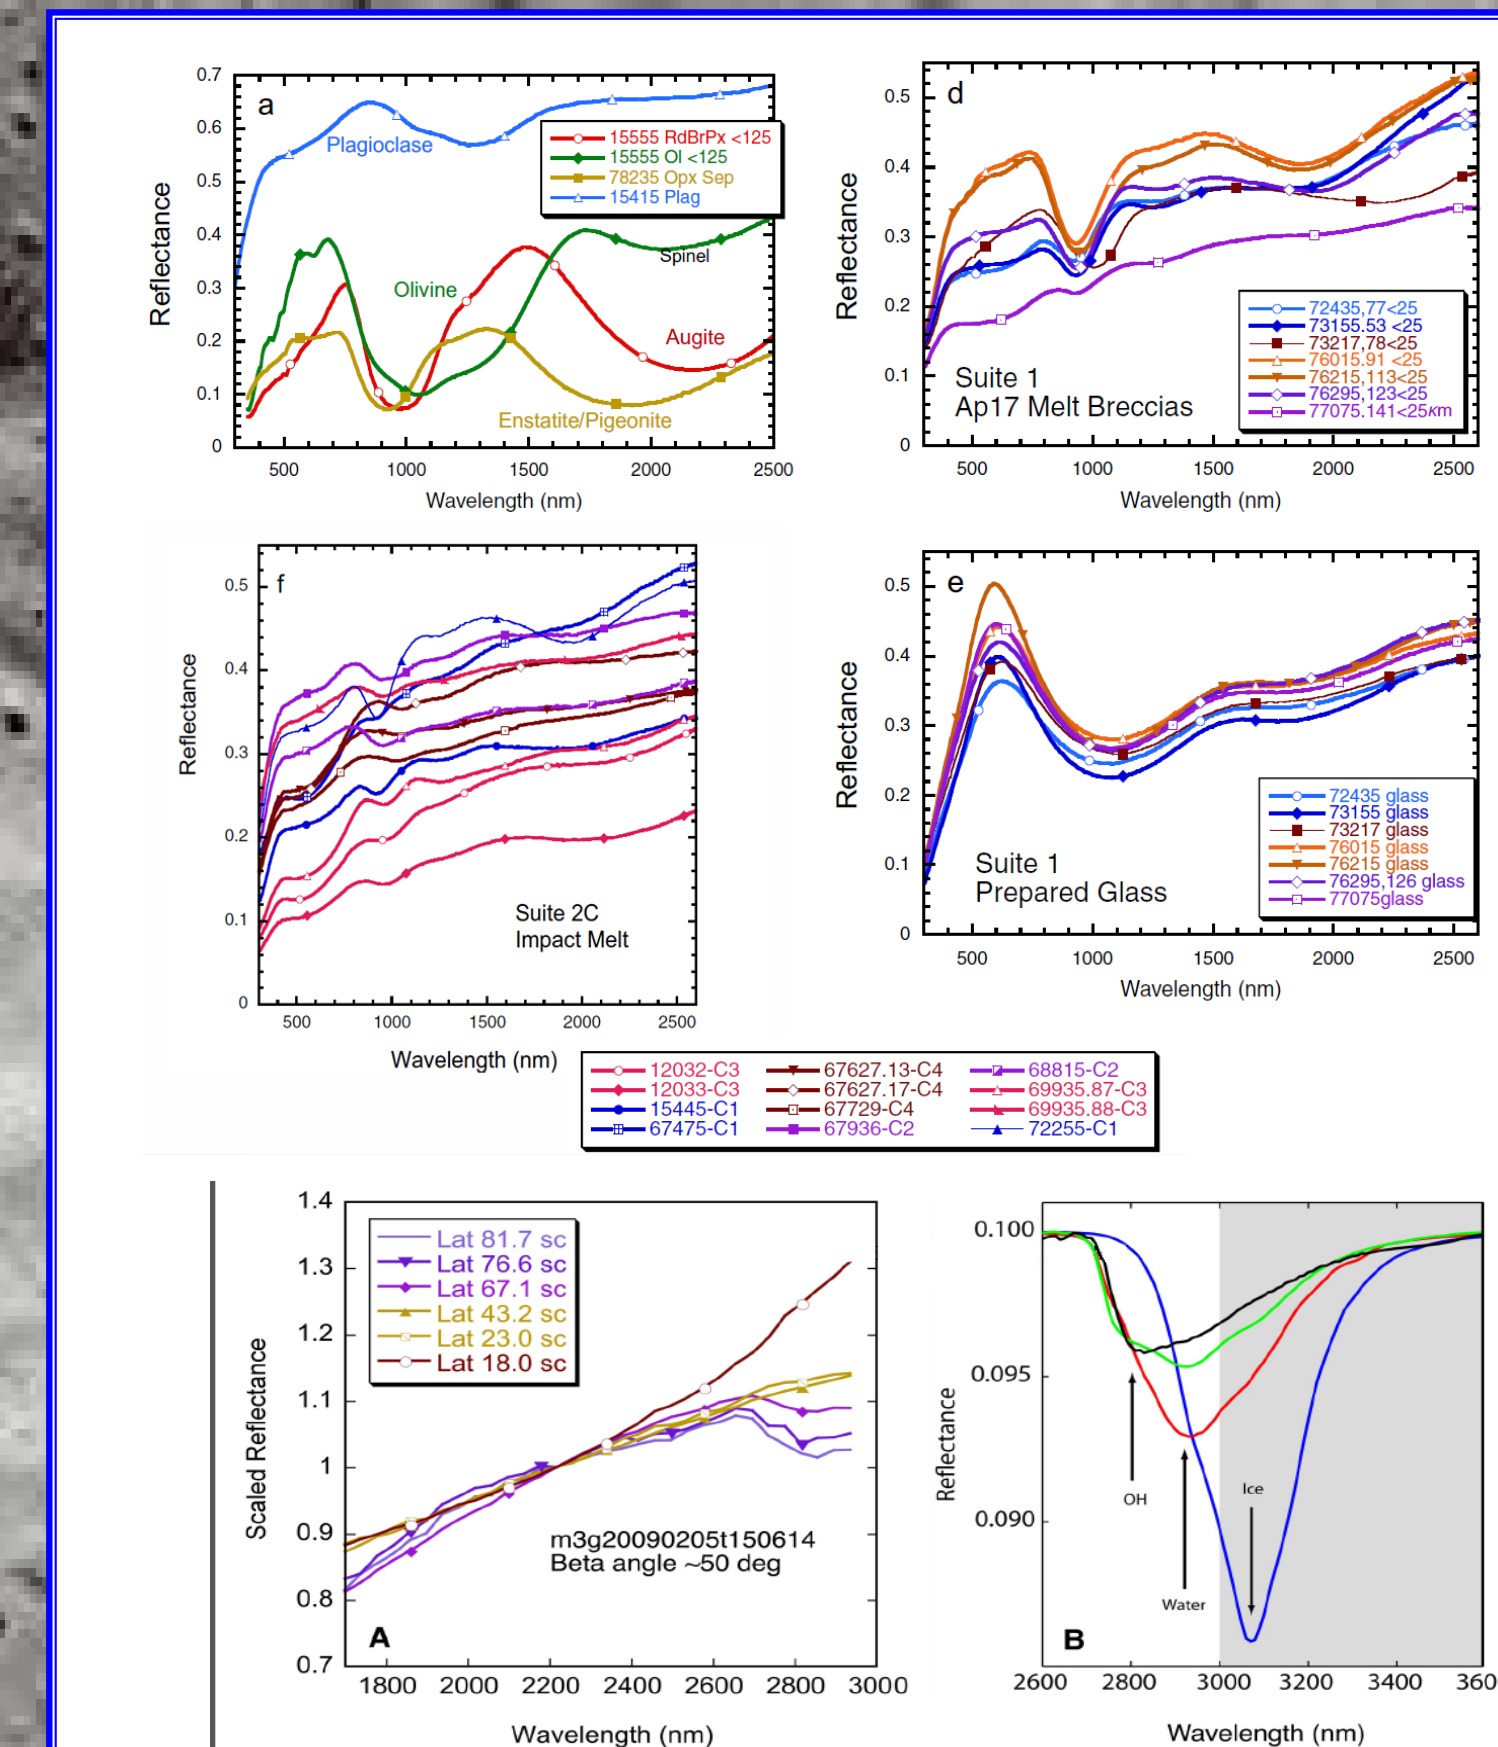 a
0.7
0.6
0.5
0.4
0.3
0.2
0.1
0
Reflectance
Plagioclase
Olivine
Spinel
Augite
Enstatite/Pigeonite
15555 RdBrPx <125
15555 Ol <125
78235 Opx Sep
15415 Plag
500 1000 1500 2000 2500
Wavelength (nm)
d
0.5
0.4
0.3
0.2
0.1
0
Reflectance
Suite 1
Ap17 Melt Breccias
72435,77<25
73155.53 <25
73217,78<25
76015.91 <25
76215,113<25
76295,123<25
77075.141<25κm
500 1000 1500 2000 2500
Wavelength (nm)
f
0.5
0.4
0.3
0.2
0.1
0
Reflectance
Suite 2C
Impact Melt
500 1000 1500 2000 2500
Wavelength (nm)
e
0.5
0.4
0.3
0.2
0.1
0
Reflectance
Suite 1
Prepared Glass
72435 glass
73155 glass
73217 glass
76015 glass
76215 glass
76295,126 glass
77075glass
500 1000 1500 2000 2500
Wavelength (nm)
12032-C3 67627.13-C4 68815-C2
12033-C3 67627.17-C4 69935.87-C3
15445-C1 67729-C4 69935.88-C3
67475-C1 67936-C2 72255-C1
1.4
1.3
1.2
1.1
1
0.9
0.8
0.7
Scaled Reflectance
Lat 81.7 sc
Lat 76.6 sc
Lat 67.1 sc
Lat 43.2 sc
Lat 23.0 sc
Lat 18.0 sc
m3g20090205t150614
Beta angle ~50 deg
A
1800 2000 2200 2400 2600 2800 3000
Wavelength (nm)
0.100
0.095
0.090
Reflectance
OH
Water
Ice
B
2600 2800 3000 3200 3400 360
Wavelength (nm)